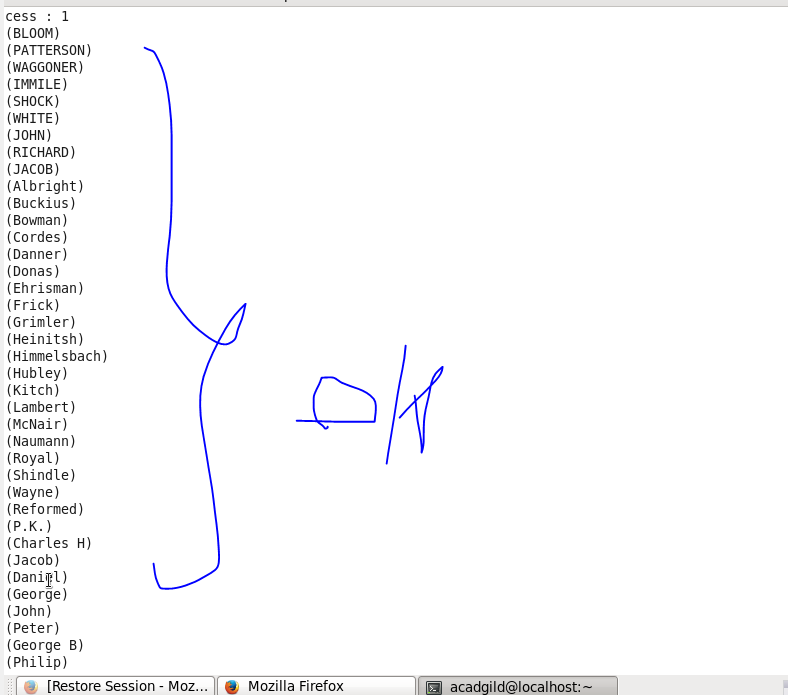 cess : 1
(BLOOM)
(PATTERSON)
(WAGGONER)
(IMMILE)
(SHOCK)
(WHITE)
(JOHN)
(RICHARD)
(JACOB)
(Albright)
(Buckius)
(Bowman)
(Cordes)
(Danner)
(Donas)
(Ehrisman)
(Frick)
(Grimler)
(Heinitsh)
(Himmelsbach)
(Hubley)
(Kitch)
(Lambert)
(McNair)
(Naumann)
(Royal)
(Shindle)
(Wayne)
(Reformed)
(P.K.)
(Charles H)
(Jacob)
(Daniel)
(George)
(John)
(Peter)
(George B)
(Philip)
[Restore Session - Moz... Mozilla Firefox acadgild@localhost:~